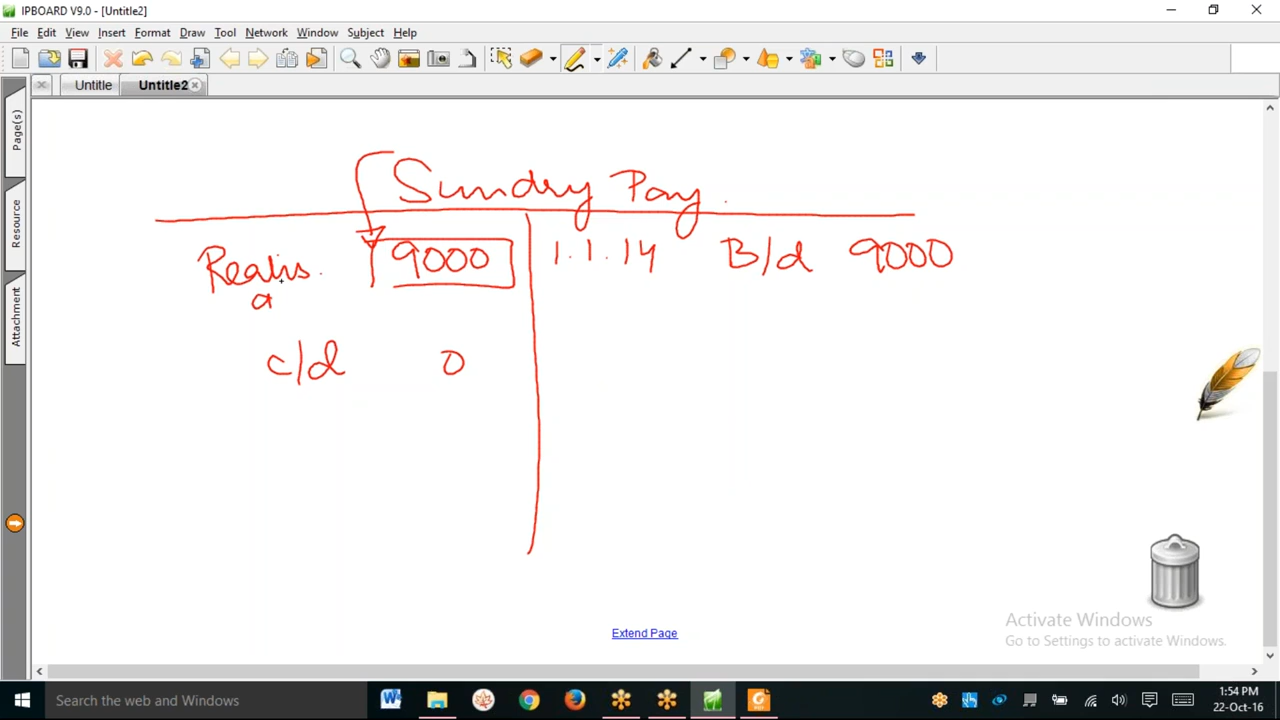 IPBOARD V9.0 - [Untitle2]
File Edit View Insert Format Draw Tool Network Window Subject Help
Untitle Untitle2
Page(s)
Resource
Attachment
Sundry Pay.
Realis. 9000 1.1.14 B/d 9000
a
c/d 0
Extend Page
Activate Windows
Go to Settings to activate Windows.
Search the web and Windows
1:54 PM
22-Oct-16